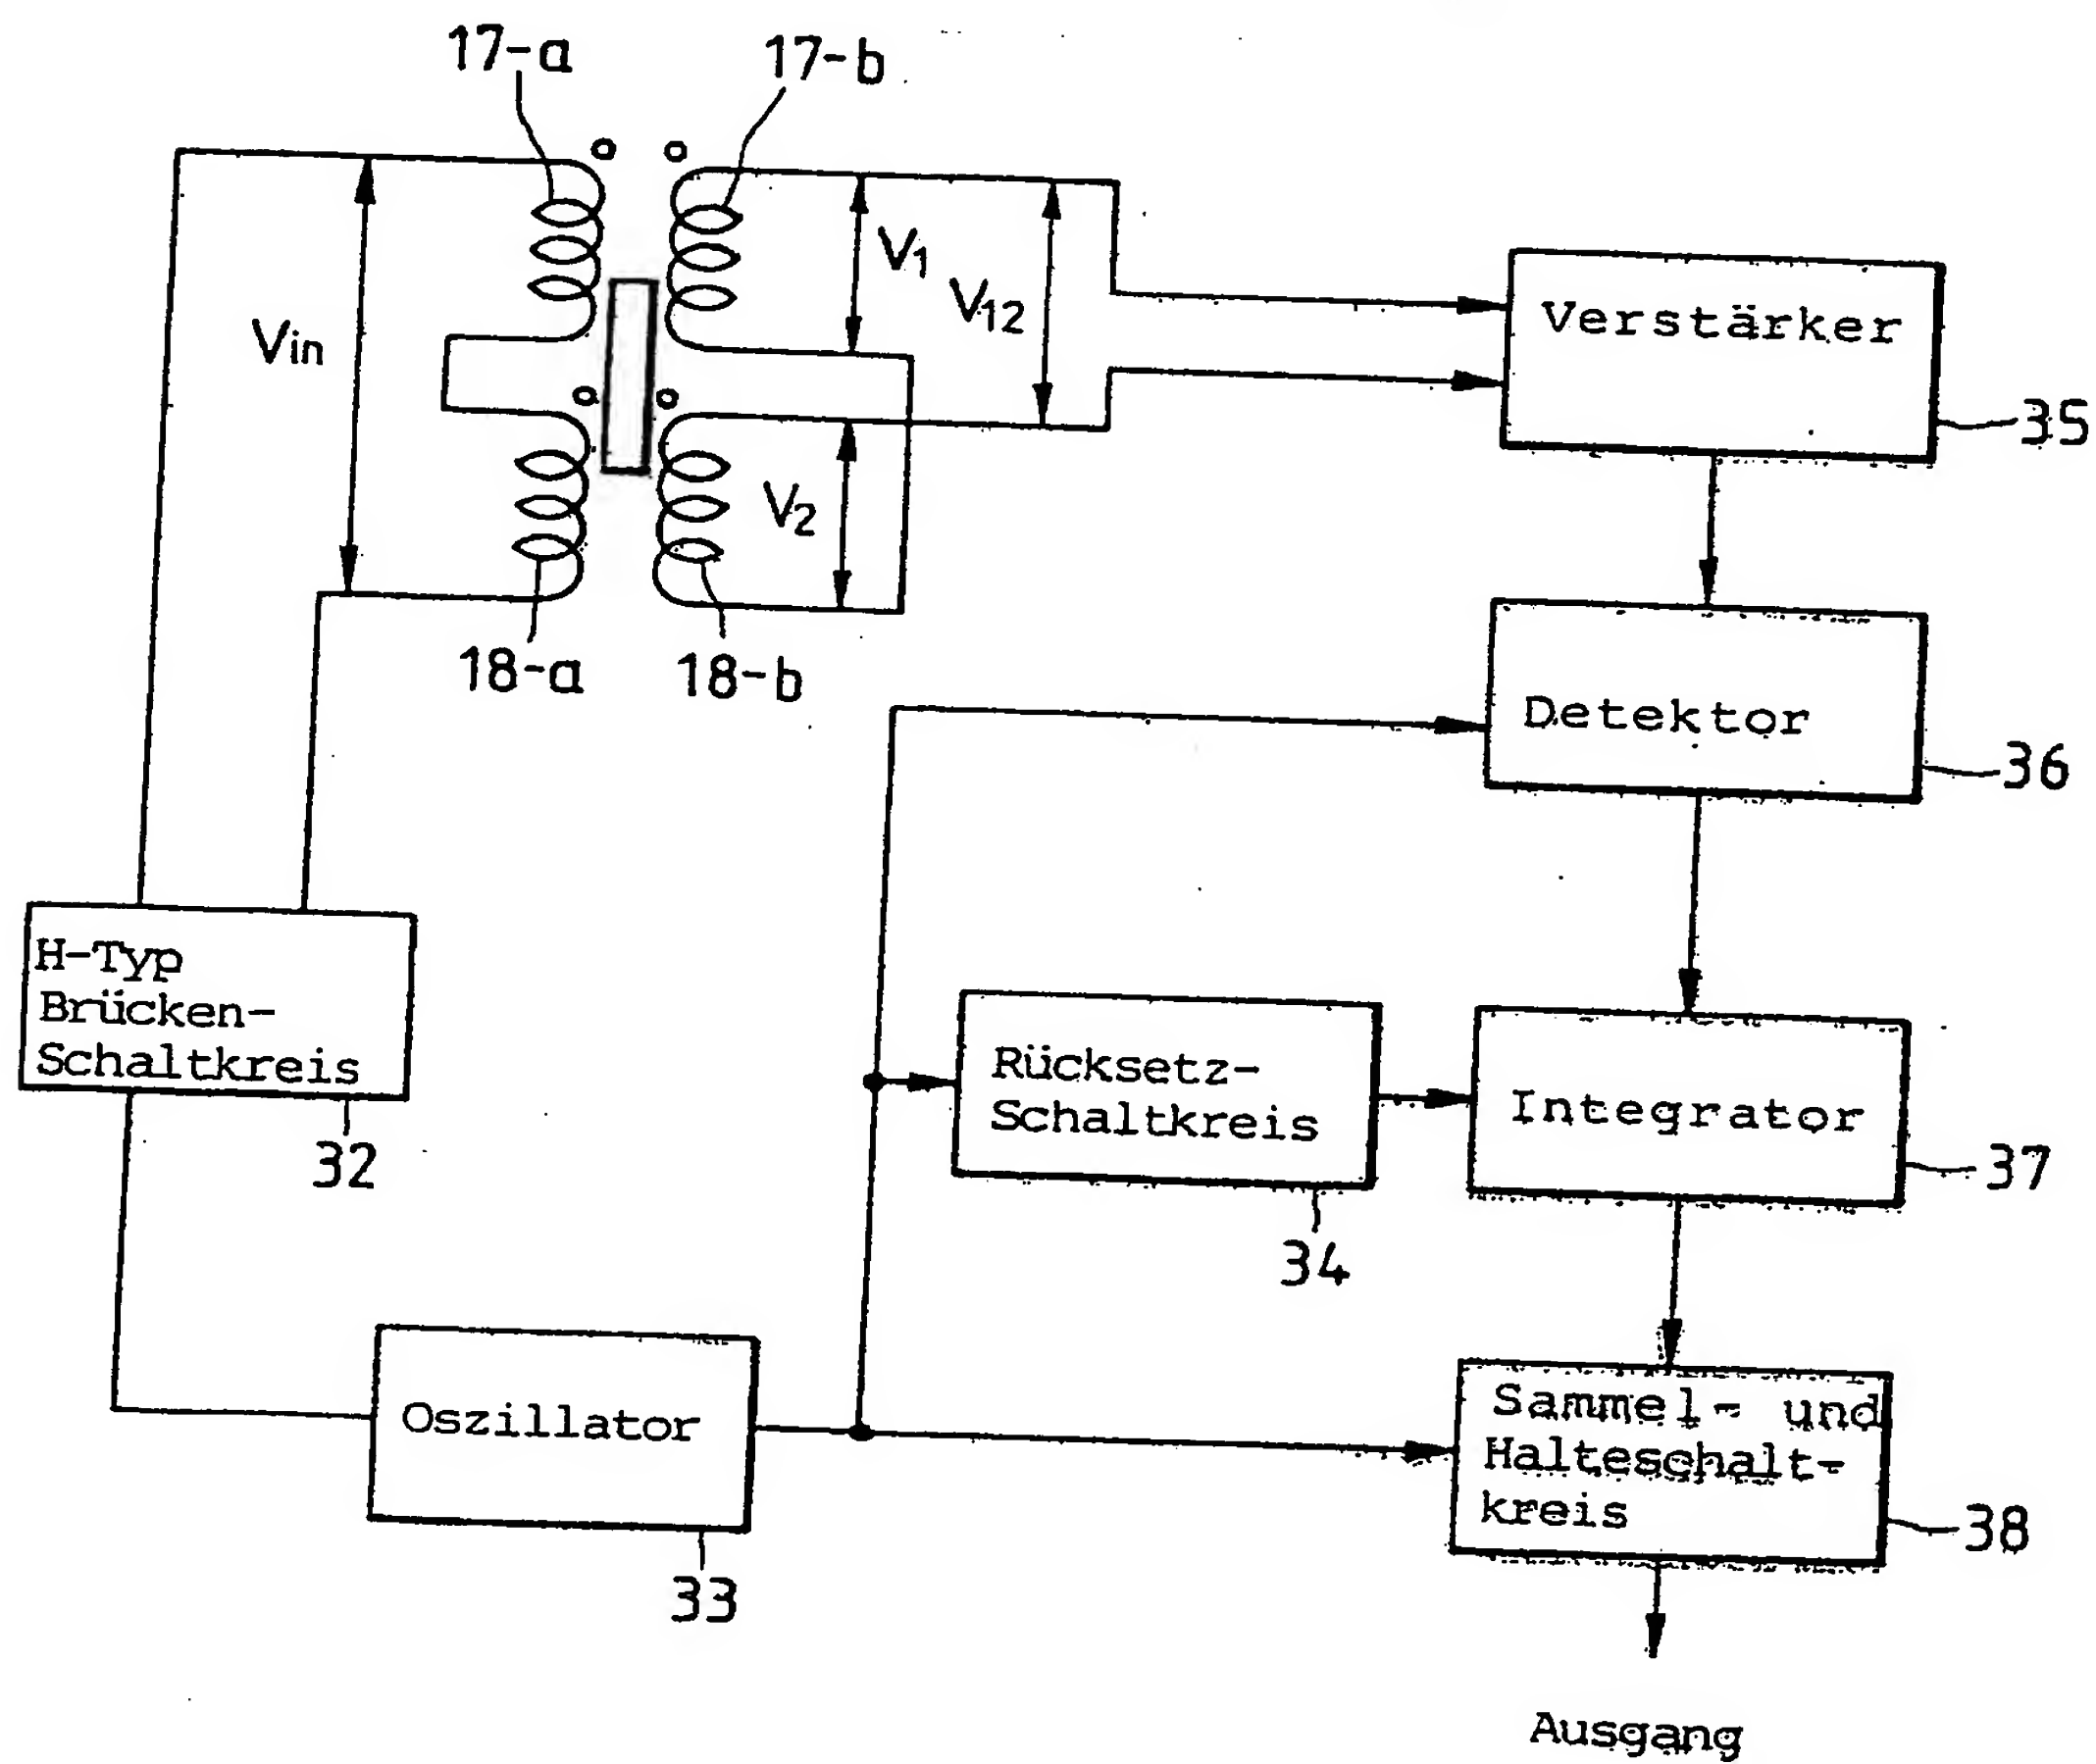 17-a
17-b
Vin
V1
V12
V2
18-a
18-b
Verstärker
35
Detektor
36
H-Typ
Brücken-
Schaltkreis
32
Rücksetz-
Schaltkreis
34
Integrator
37
Oszillator
33
Sammel- und
Halteschalt-
kreis
38
Ausgang